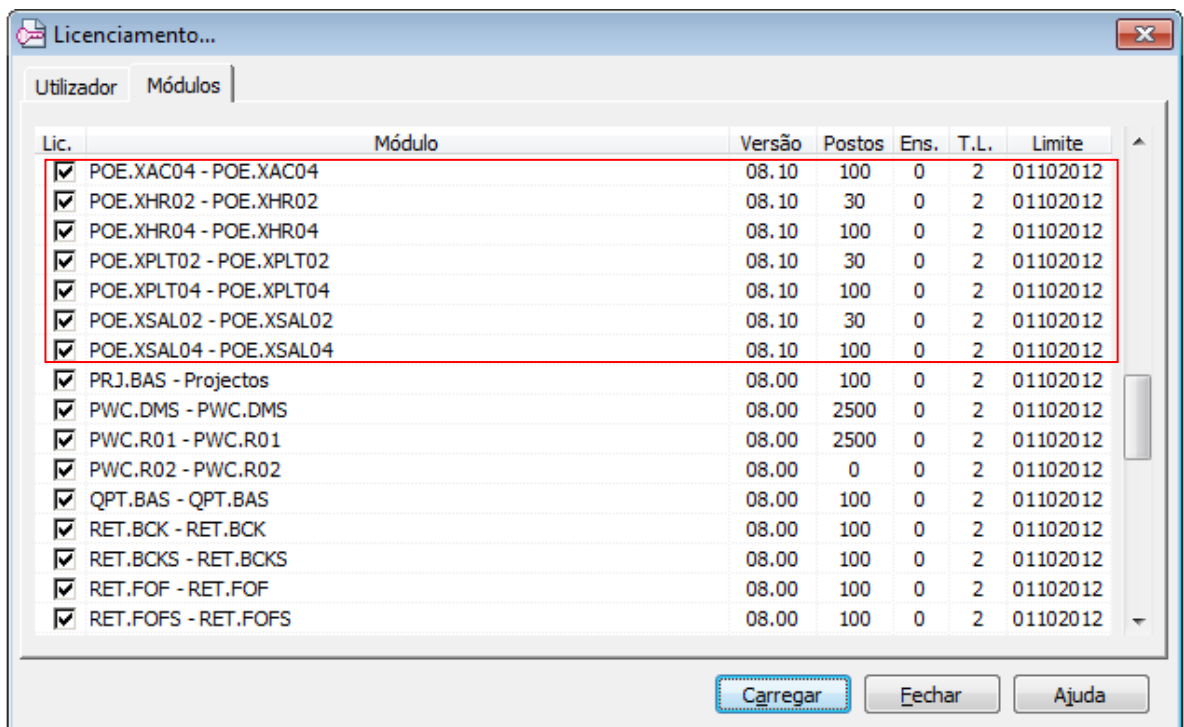 Licenciamento...
Utilizador Módulos
Lic. Módulo Versão Postos Ens. T.L. Limite
POE.XAC04 - POE.XAC04 08.10 100 0 2 01102012
POE.XHR02 - POE.XHR02 08.10 30 0 2 01102012
POE.XHR04 - POE.XHR04 08.10 100 0 2 01102012
POE.XPLT02 - POE.XPLT02 08.10 30 0 2 01102012
POE.XPLT04 - POE.XPLT04 08.10 100 0 2 01102012
POE.XSAL02 - POE.XSAL02 08.10 30 0 2 01102012
POE.XSAL04 - POE.XSAL04 08.10 100 0 2 01102012
PRJ.BAS - Projectos 08.00 100 0 2 01102012
PWC.DMS - PWC.DMS 08.00 2500 0 2 01102012
PWC.R01 - PWC.R01 08.00 2500 0 2 01102012
PWC.R02 - PWC.R02 08.00 0 0 2 01102012
QPT.BAS - QPT.BAS 08.00 100 0 2 01102012
RET.BCK - RET.BCK 08.00 100 0 2 01102012
RET.BCKS - RET.BCKS 08.00 100 0 2 01102012
RET.FOF - RET.FOF 08.00 100 0 2 01102012
RET.FOFS - RET.FOFS 08.00 100 0 2 01102012
Carregar Fechar Ajuda